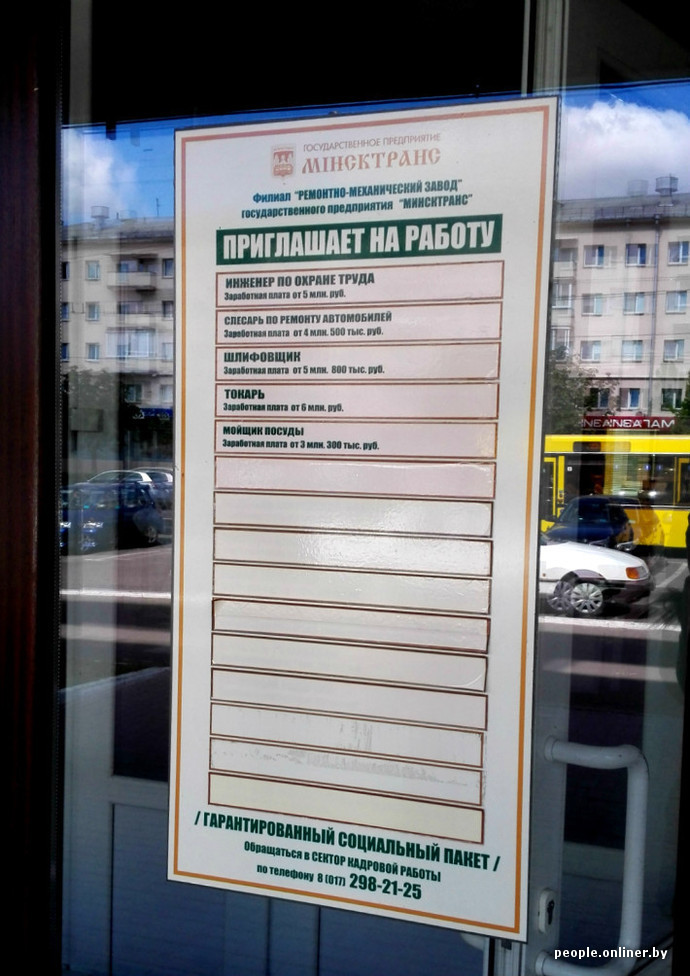 ГОСУДАРСТВЕННОЕ ПРЕДПРИЯТИЕ
МІНСКТРАНС
Филиал "РЕМОНТНО-МЕХАНИЧЕСКИЙ ЗАВОД"
государственного предприятия "МИНСКТРАНС"
ПРИГЛАШАЕТ НА РАБОТУ
ИНЖЕНЕР ПО ОХРАНЕ ТРУДА
Заработная плата от 5 млн. руб.
СЛЕСАРЬ ПО РЕМОНТУ АВТОМОБИЛЕЙ
Заработная плата от 4 млн. 500 тыс. руб.
ШЛИФОВЩИК
Заработная плата от 5 млн. 800 тыс. руб.
ТОКАРЬ
Заработная плата от 6 млн. руб.
МОЙЩИК ПОСУДЫ
Заработная плата от 3 млн. 300 тыс. руб.
/ ГАРАНТИРОВАННЫЙ СОЦИАЛЬНЫЙ ПАКЕТ /
Обращаться в СЕКТОР КАДРОВОЙ РАБОТЫ
по телефону 8 (017) 298-21-25
people.onliner.by